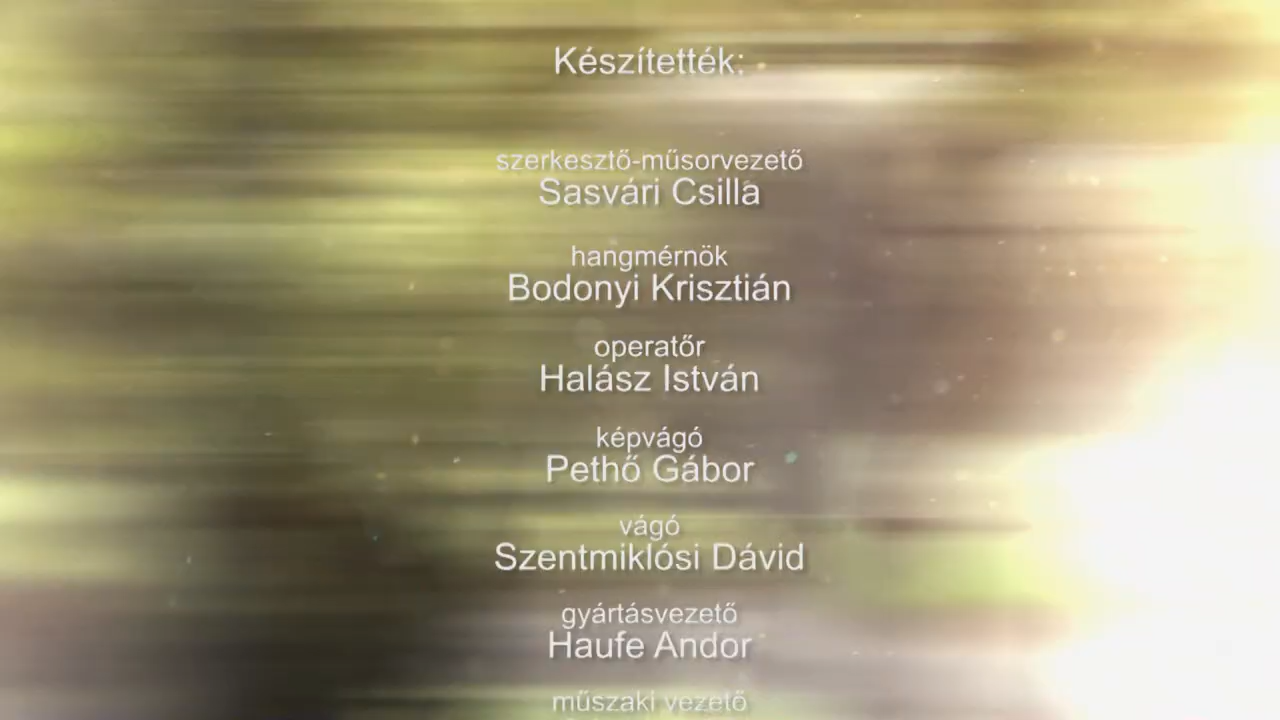 Készítették:
szerkesztő-műsorvezető
Sasvári Csilla
hangmérnök
Bodonyi Krisztián
operatőr
Halász István
képvágó
Pethő Gábor
vágó
Szentmiklósi Dávid
gyártásvezető
Haufe Andor
műszaki vezető